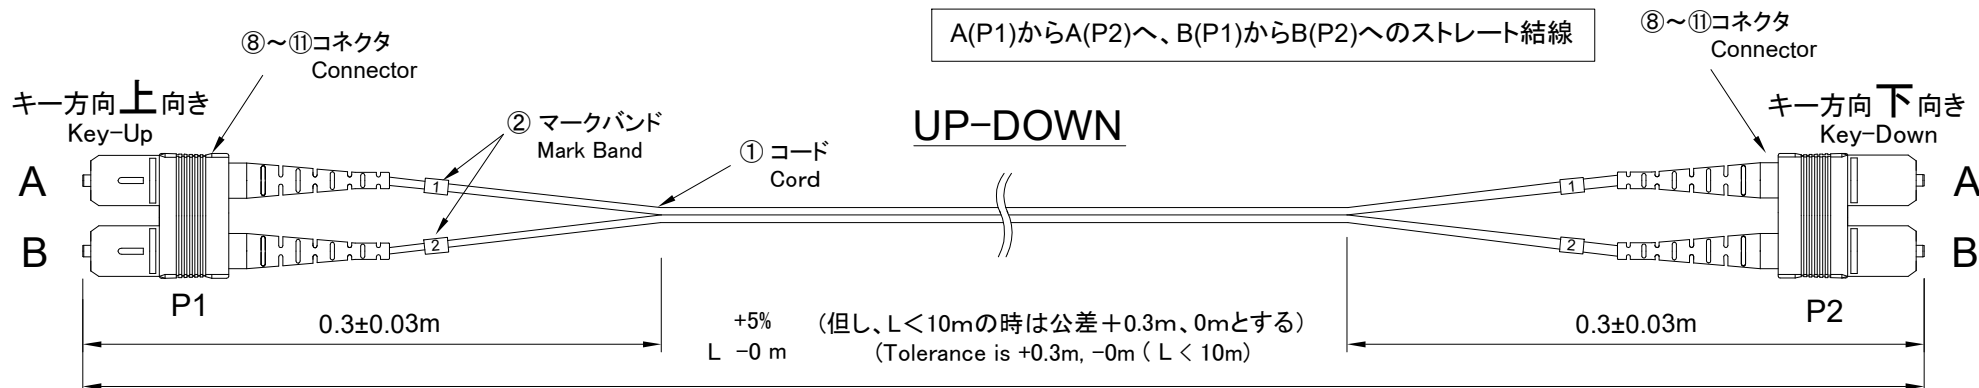 ⑧～⑪コネクタ
Connector
A(P1)からA(P2)へ、B(P1)からB(P2)へのストレート結線
⑧～⑪コネクタ
Connector
キー方向上向き
Key-Up
② マークバンド
Mark Band
① コード
Cord
UP-DOWN
キー方向下向き
Key-Down
A
1
1
A
B
2
2
B
P1
P2
0.3±0.03m
+5%
L -0 m
(但し、L＜10mの時は公差＋0.3m、0mとする)
(Tolerance is +0.3m, -0m ( L < 10m)
0.3±0.03m